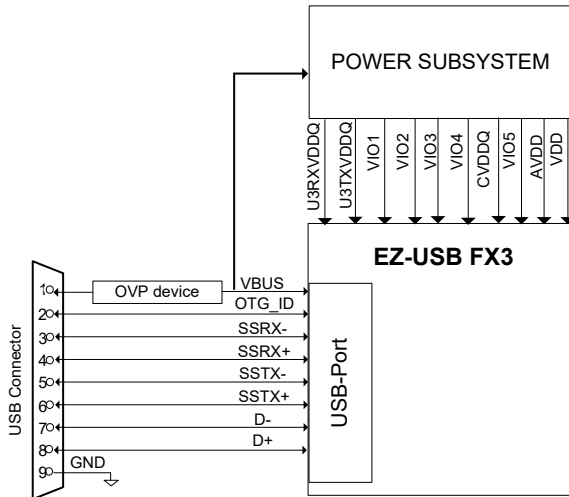 POWER SUBSYSTEM
U3RXVDDQ
U3TXVDDQ
VIO1
VIO2
VIO3
VIO4
CVDDQ
VIO5
AVDD
VDD
EZ-USB FX3
USB-Port
USB Connector
1
OVP device
VBUS
2
OTG_ID
3
SSRX-
4
SSRX+
5
SSTX-
6
SSTX+
7
D-
8
D+
9
GND